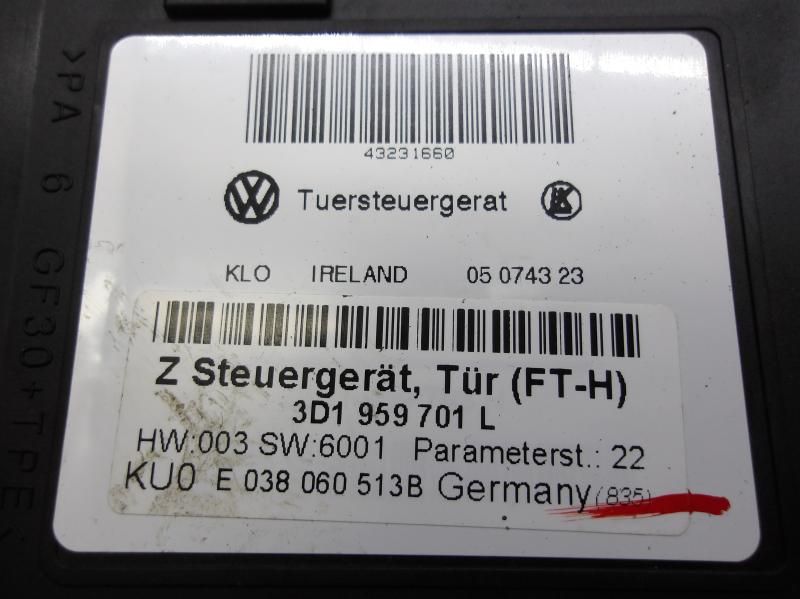 >PA 6 GF30+TPE<
43231660
Tuersteuergerat
KLO IRELAND 05 0743 23
Z Steuergerät, Tür (FT-H)
3D1 959 701 L
HW:003 SW:6001 Parameterst.: 22
KU0 E 038 060 513B Germany (835)